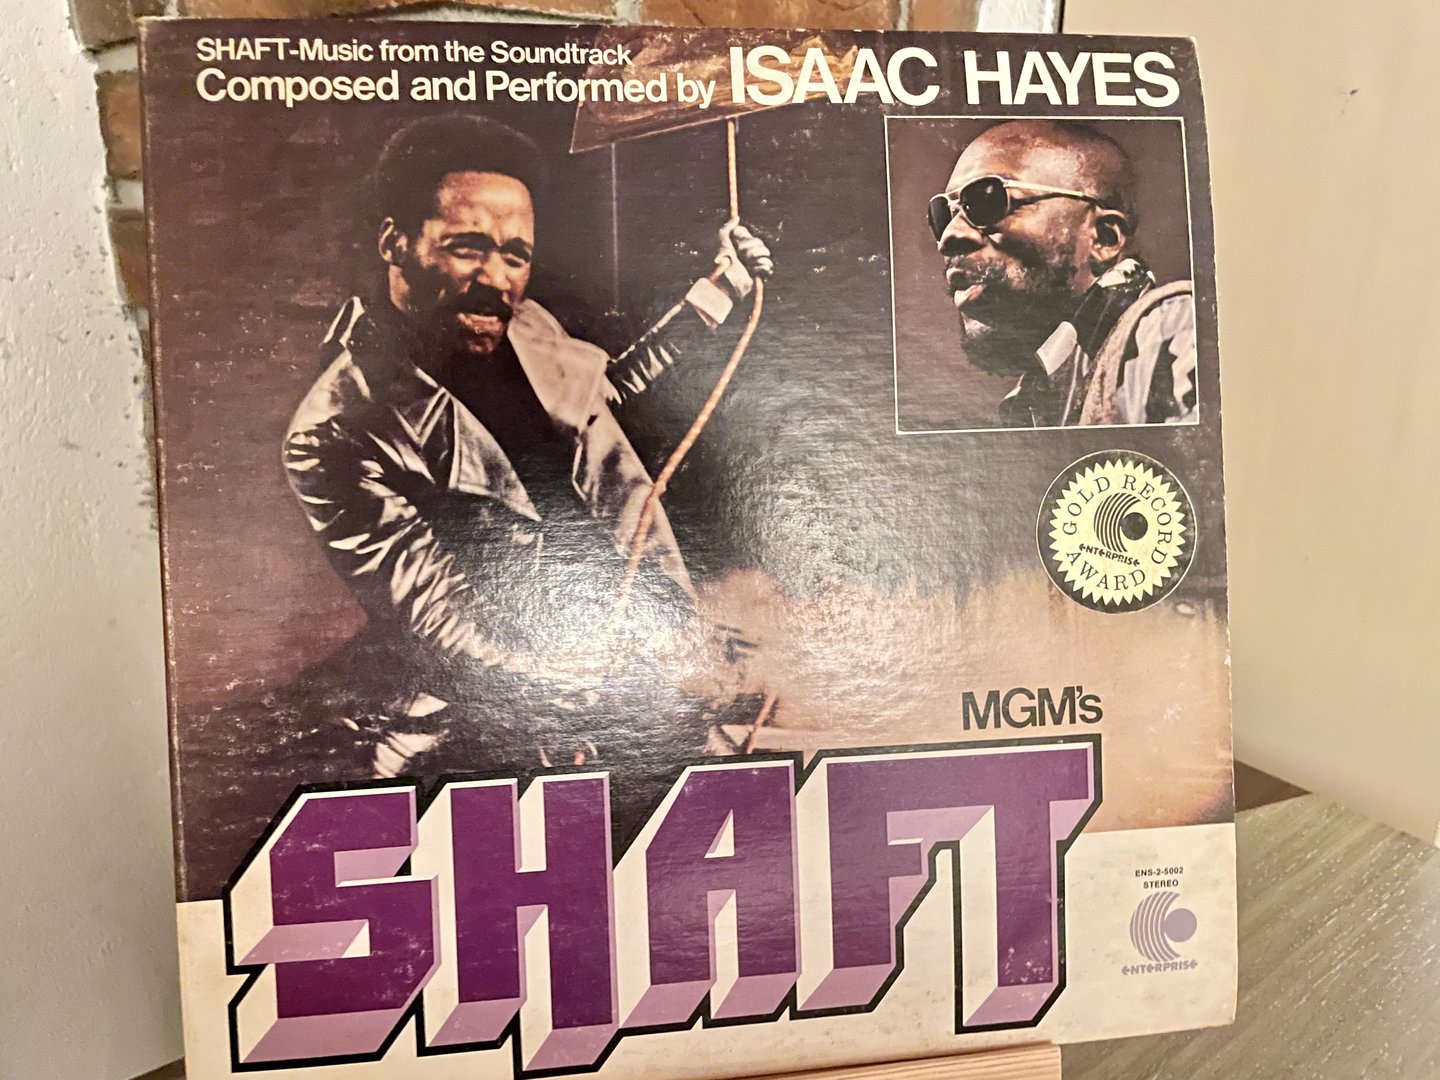 SHAFT-Music from the Soundtrack
Composed and Performed by ISAAC HAYES
GOLD RECORD
ENTERPRISE
AWARD
MGM's
SHAFT
ENS-2-5002
STEREO
ENTERPRISE